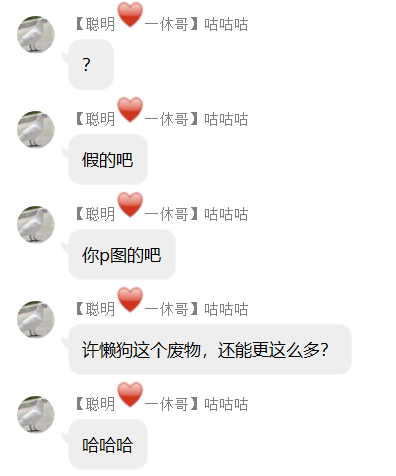 【聪明❤一休哥】咕咕咕
？
【聪明❤一休哥】咕咕咕
假的吧
【聪明❤一休哥】咕咕咕
你p图的吧
【聪明❤一休哥】咕咕咕
许懒狗这个废物，还能更这么多？
【聪明❤一休哥】咕咕咕
哈哈哈